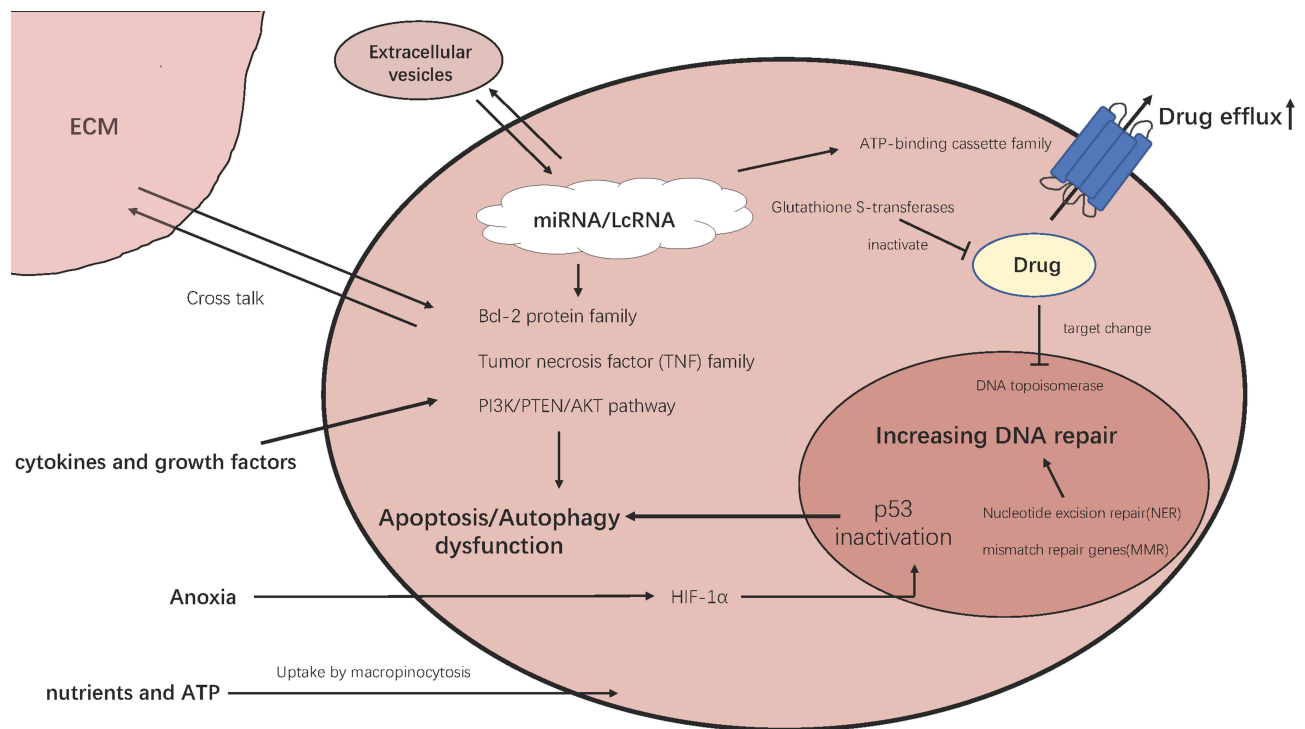 Extracellular
vesicles
ECM
Drug efflux
ATP-binding cassette family
miRNA/LcRNA
Glutathione S-transferases
inactivate
Drug
Cross talk
Bcl-2 protein family
target change
Tumor necrosis factor (TNF) family
DNA topoisomerase
PI3K/PTEN/AKT pathway
Increasing DNA repair
cytokines and growth factors
Apoptosis/Autophagy
dysfunction
p53
inactivation
Nucleotide excision repair(NER)
mismatch repair genes(MMR)
Anoxia
HIF-1α
Uptake by macropinocytosis
nutrients and ATP